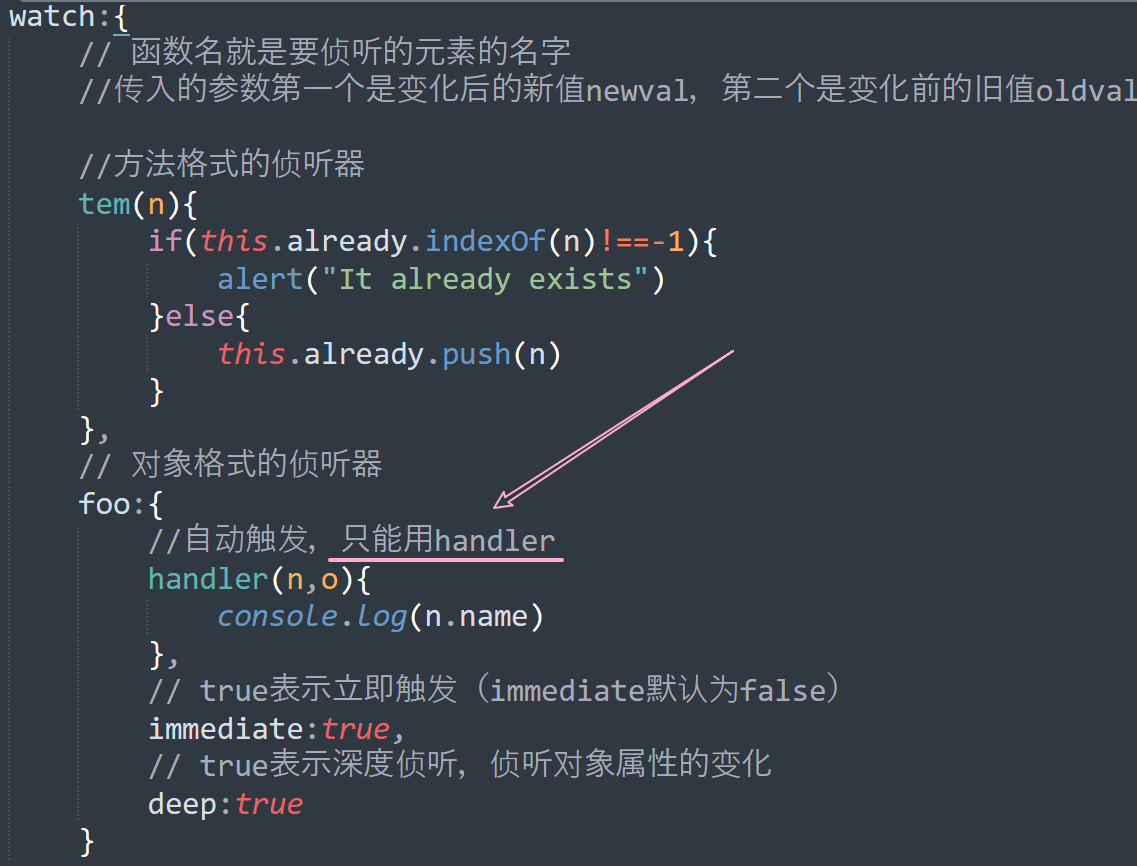 watch:{
// 函数名就是要侦听的元素的名字
//传入的参数第一个是变化后的新值newval, 第二个是变化前的旧值oldval
//方法格式的侦听器
tem(n){
if(this.already.indexOf(n)!==-1){
alert("It already exists")
}else{
this.already.push(n)
}
},
// 对象格式的侦听器
foo:{
//自动触发, 只能用handler
handler(n,o){
console.log(n.name)
},
// true表示立即触发（immediate默认为false）
immediate:true,
// true表示深度侦听, 侦听对象属性的变化
deep:true
}